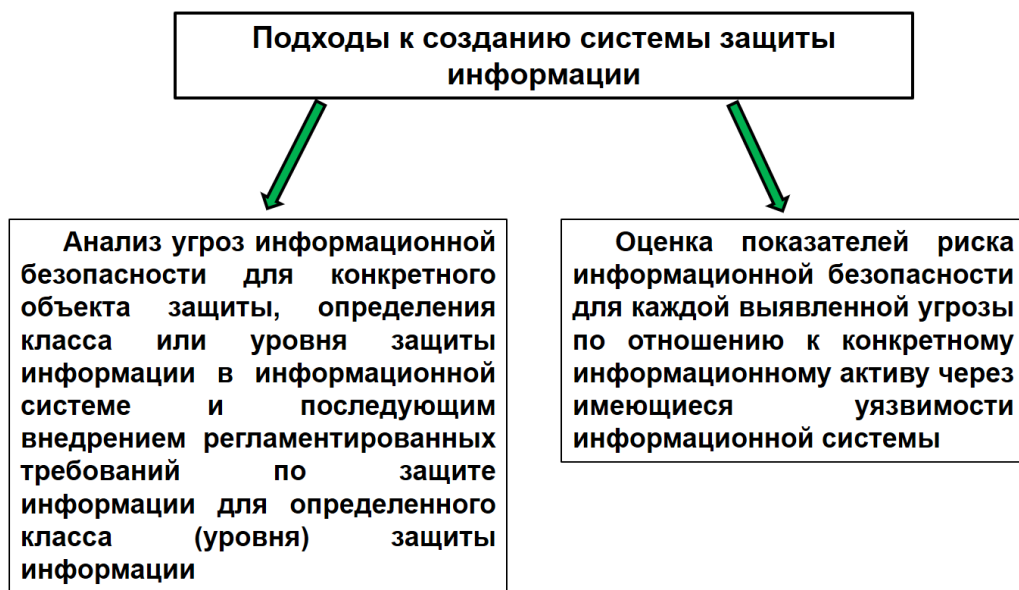 Подходы к созданию системы защиты
информации
Анализ угроз информационной
безопасности для конкретного
объекта защиты, определения
класса или уровня защиты
информации в информационной
системе и последующим
внедрением регламентированных
требований по защите
информации для определенного
класса (уровня) защиты
информации
Оценка показателей риска
информационной безопасности
для каждой выявленной угрозы
по отношению к конкретному
информационному активу через
имеющиеся уязвимости
информационной системы